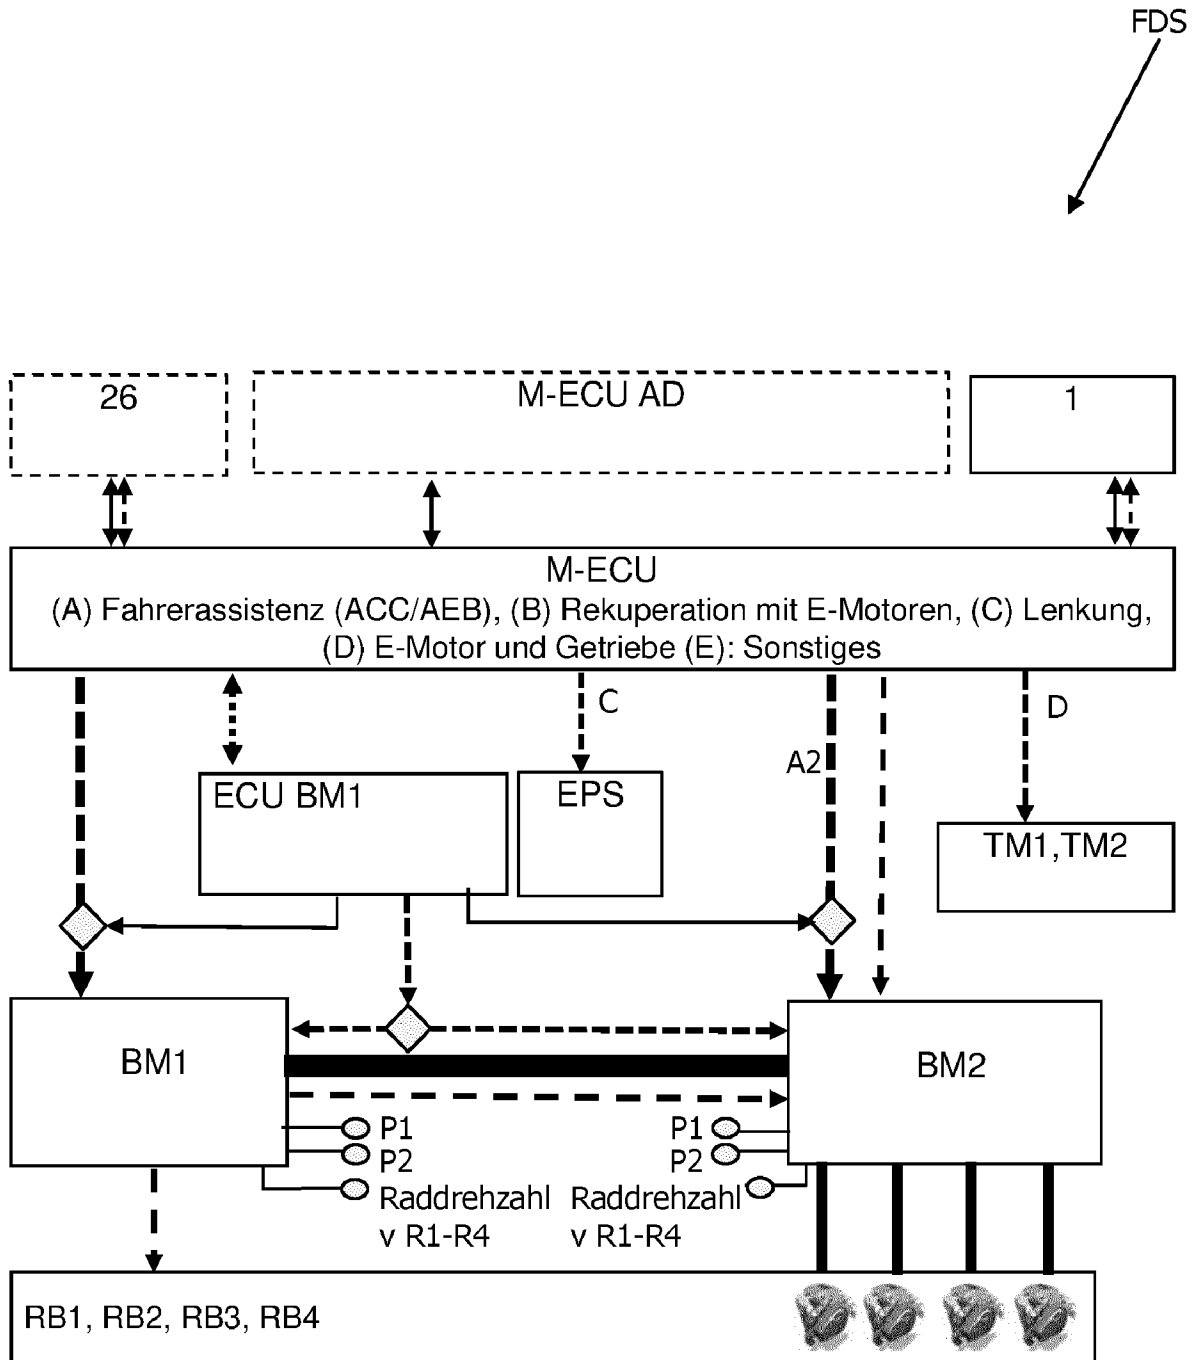 FDS
26
M-ECU AD
1
M-ECU
(A) Fahrerassistenz (ACC/AEB), (B) Rekuperation mit E-Motoren, (C) Lenkung,
(D) E-Motor und Getriebe (E): Sonstiges
C
D
A2
ECU BM1
EPS
TM1,TM2
BM1
BM2
P1
P2
Raddrehzahl
v R1-R4
P1
P2
Raddrehzahl
v R1-R4
RB1, RB2, RB3, RB4